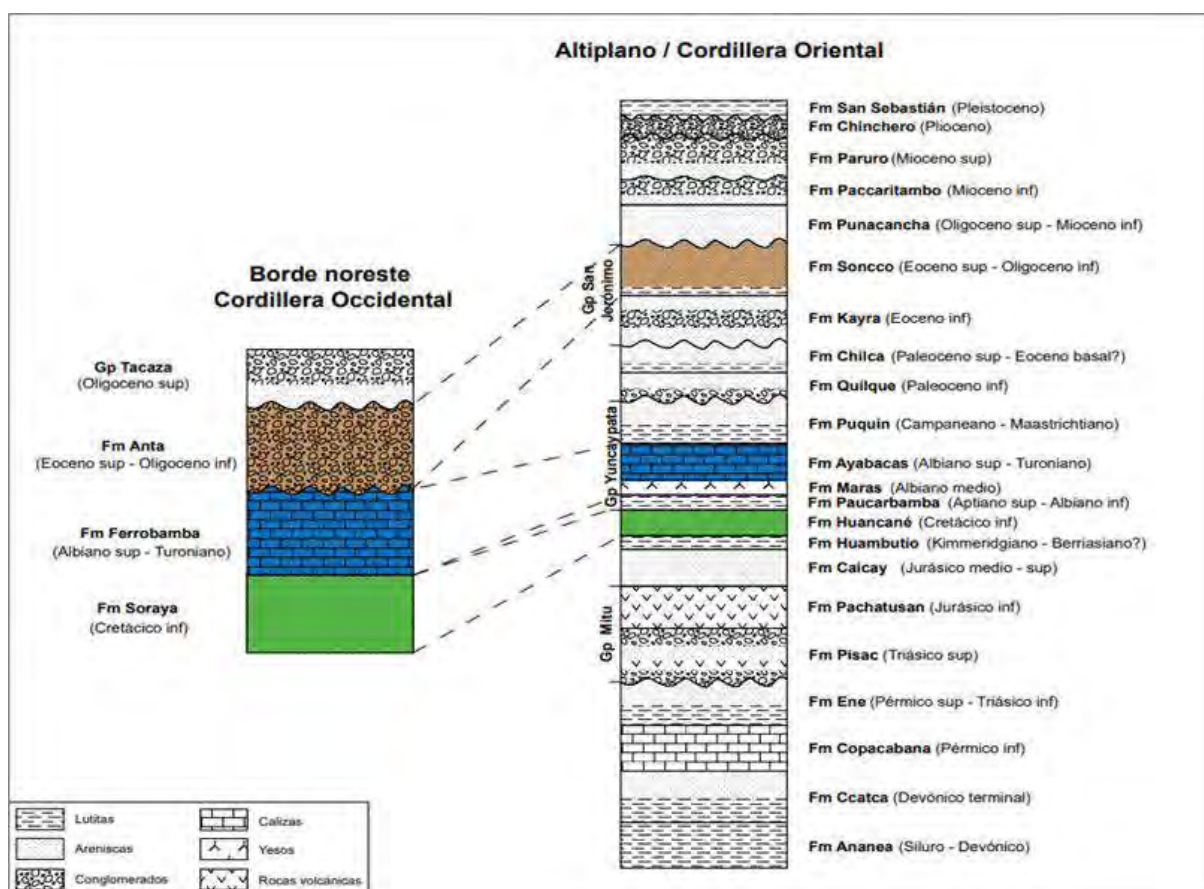 Altiplano / Cordillera Oriental
Borde noreste
Cordillera Occidental
Gp Tacaza
(Oligoceno sup)
Fm Anta
(Eoceno sup - Oligoceno inf)
Fm Ferrobamba
(Albiano sup - Turoniano)
Fm Soraya
(Cretácico inf)
Gp San
Jerónimo
Gp Yuncaypata
Gp Mitu
Fm San Sebastián (Pleistoceno)
Fm Chinchero (Plioceno)
Fm Paruro (Mioceno sup)
Fm Paccaritambo (Mioceno inf)
Fm Punacancha (Oligoceno sup - Mioceno inf)
Fm Soncco (Eoceno sup - Oligoceno inf)
Fm Kayra (Eoceno inf)
Fm Chilca (Paleoceno sup - Eoceno basal?)
Fm Quilque (Paleoceno inf)
Fm Puquin (Campaneano - Maastrichtiano)
Fm Ayabacas (Albiano sup - Turoniano)
Fm Maras (Albiano medio)
Fm Paucarbamba (Aptiano sup - Albiano inf)
Fm Huancané (Cretácico inf)
Fm Huambutio (Kimmeridgiano - Berriasiano?)
Fm Caicay (Jurásico medio - sup)
Fm Pachatusan (Jurásico inf)
Fm Pisac (Triásico sup)
Fm Ene (Pérmico sup - Triásico inf)
Fm Copacabana (Pérmico inf)
Fm Ccatca (Devónico terminal)
Fm Ananea (Siluro - Devónico)
Lutitas
Calizas
Areniscas
Yesos
Conglomerados
Rocas volcánicas